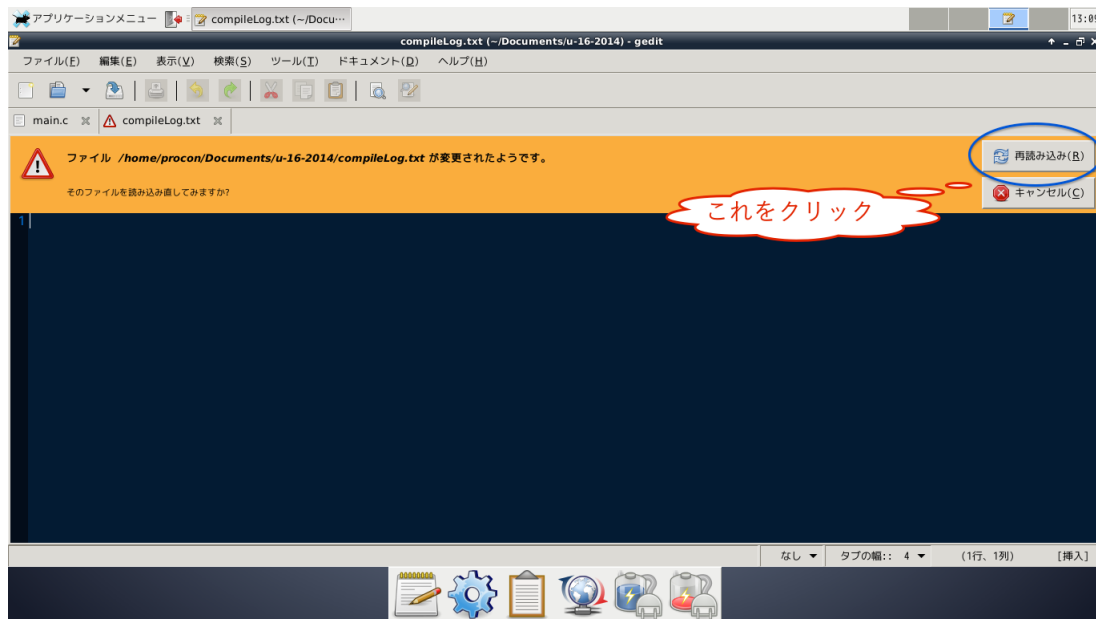 アプリケーションメニュー
compileLog.txt (~/Docu…
13:09
compileLog.txt (~/Documents/u-16-2014) - gedit
ファイル(F) 編集(E) 表示(V) 検索(S) ツール(T) ドキュメント(D) ヘルプ(H)
main.c
compileLog.txt
ファイル /home/procon/Documents/u-16-2014/compileLog.txt が変更されたようです。
再読み込み(R)
そのファイルを読み込み直してみますか?
キャンセル(C)
これをクリック
1
なし タブの幅:: 4 (1行、1列) [挿入]